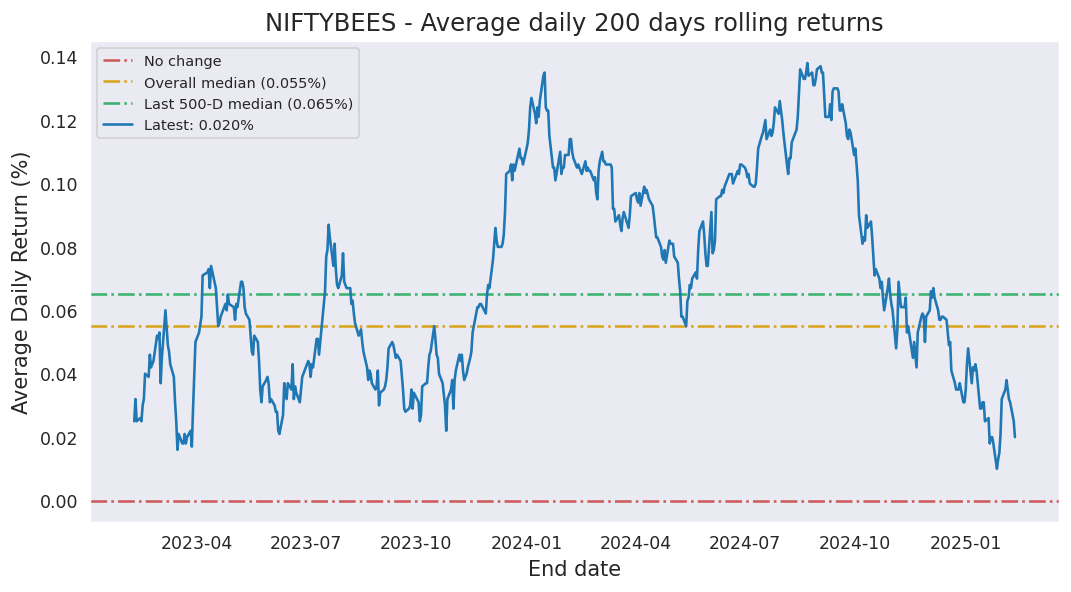 NIFTYBEES - Average daily 200 days rolling returns
No change
Overall median (0.055%)
Last 500-D median (0.065%)
Latest: 0.020%
Average Daily Return (%)
0.14
0.12
0.10
0.08
0.06
0.04
0.02
0.00
2023-04 2023-07 2023-10 2024-01 2024-04 2024-07 2024-10 2025-01
End date